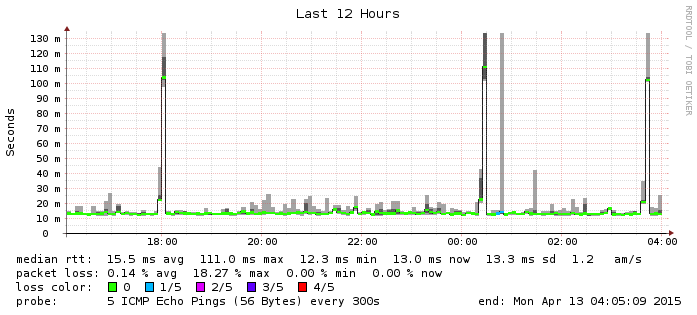 Last 12 Hours
RRDTOOL / TOBI OETIKER
Seconds
130 m
120 m
110 m
100 m
90 m
80 m
70 m
60 m
50 m
40 m
30 m
20 m
10 m
0
18:00 20:00 22:00 00:00 02:00 04:00
median rtt: 15.5 ms avg 111.0 ms max 12.3 ms min 13.0 ms now 13.3 ms sd 1.2 am/s
packet loss: 0.14 % avg 18.27 % max 0.00 % min 0.00 % now
loss color: 0 1/5 2/5 3/5 4/5
probe: 5 ICMP Echo Pings (56 Bytes) every 300s end: Mon Apr 13 04:05:09 2015